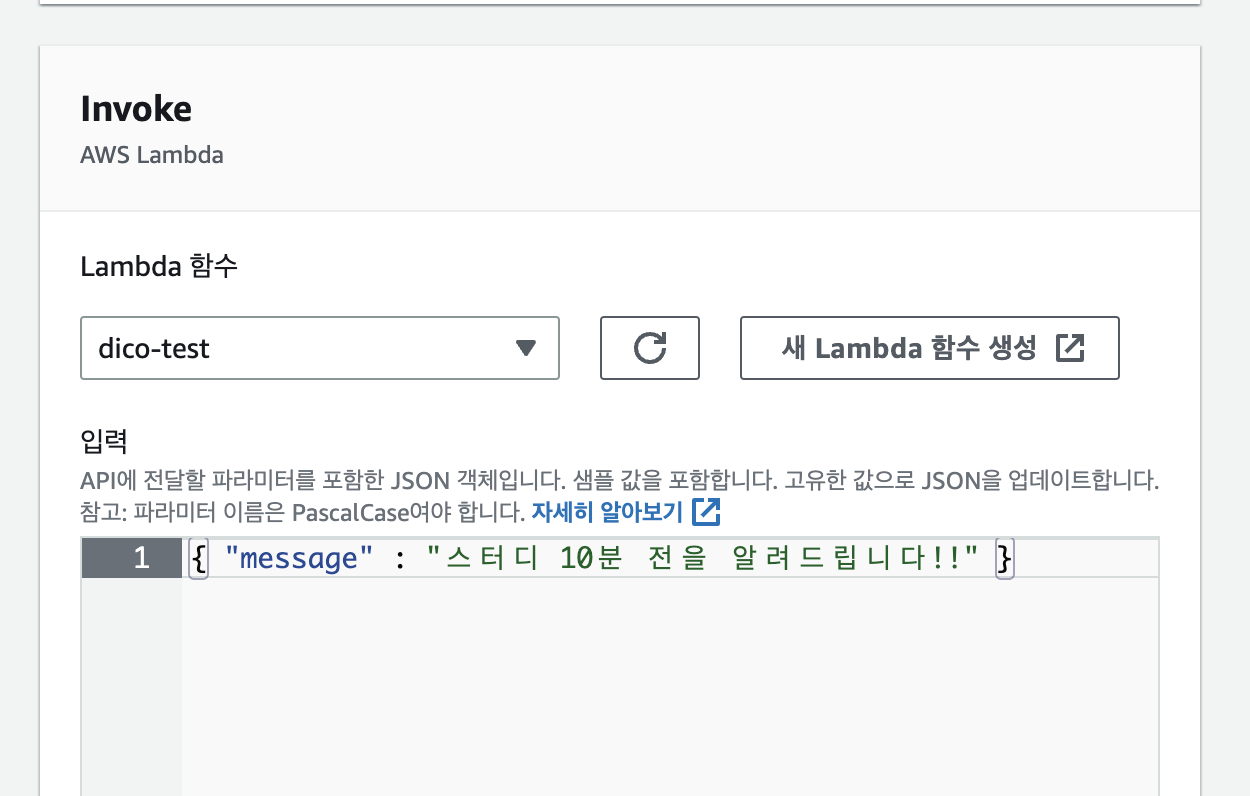 Invoke
AWS Lambda
Lambda 함수
dico-test
새 Lambda 함수 생성
입력
API에 전달할 파라미터를 포함한 JSON 객체입니다. 샘플 값을 포함합니다. 고유한 값으로 JSON을 업데이트합니다.
참고: 파라미터 이름은 PascalCase여야 합니다. 자세히 알아보기
1 { "message" : "스터디 10분 전을 알려드립니다!!" }